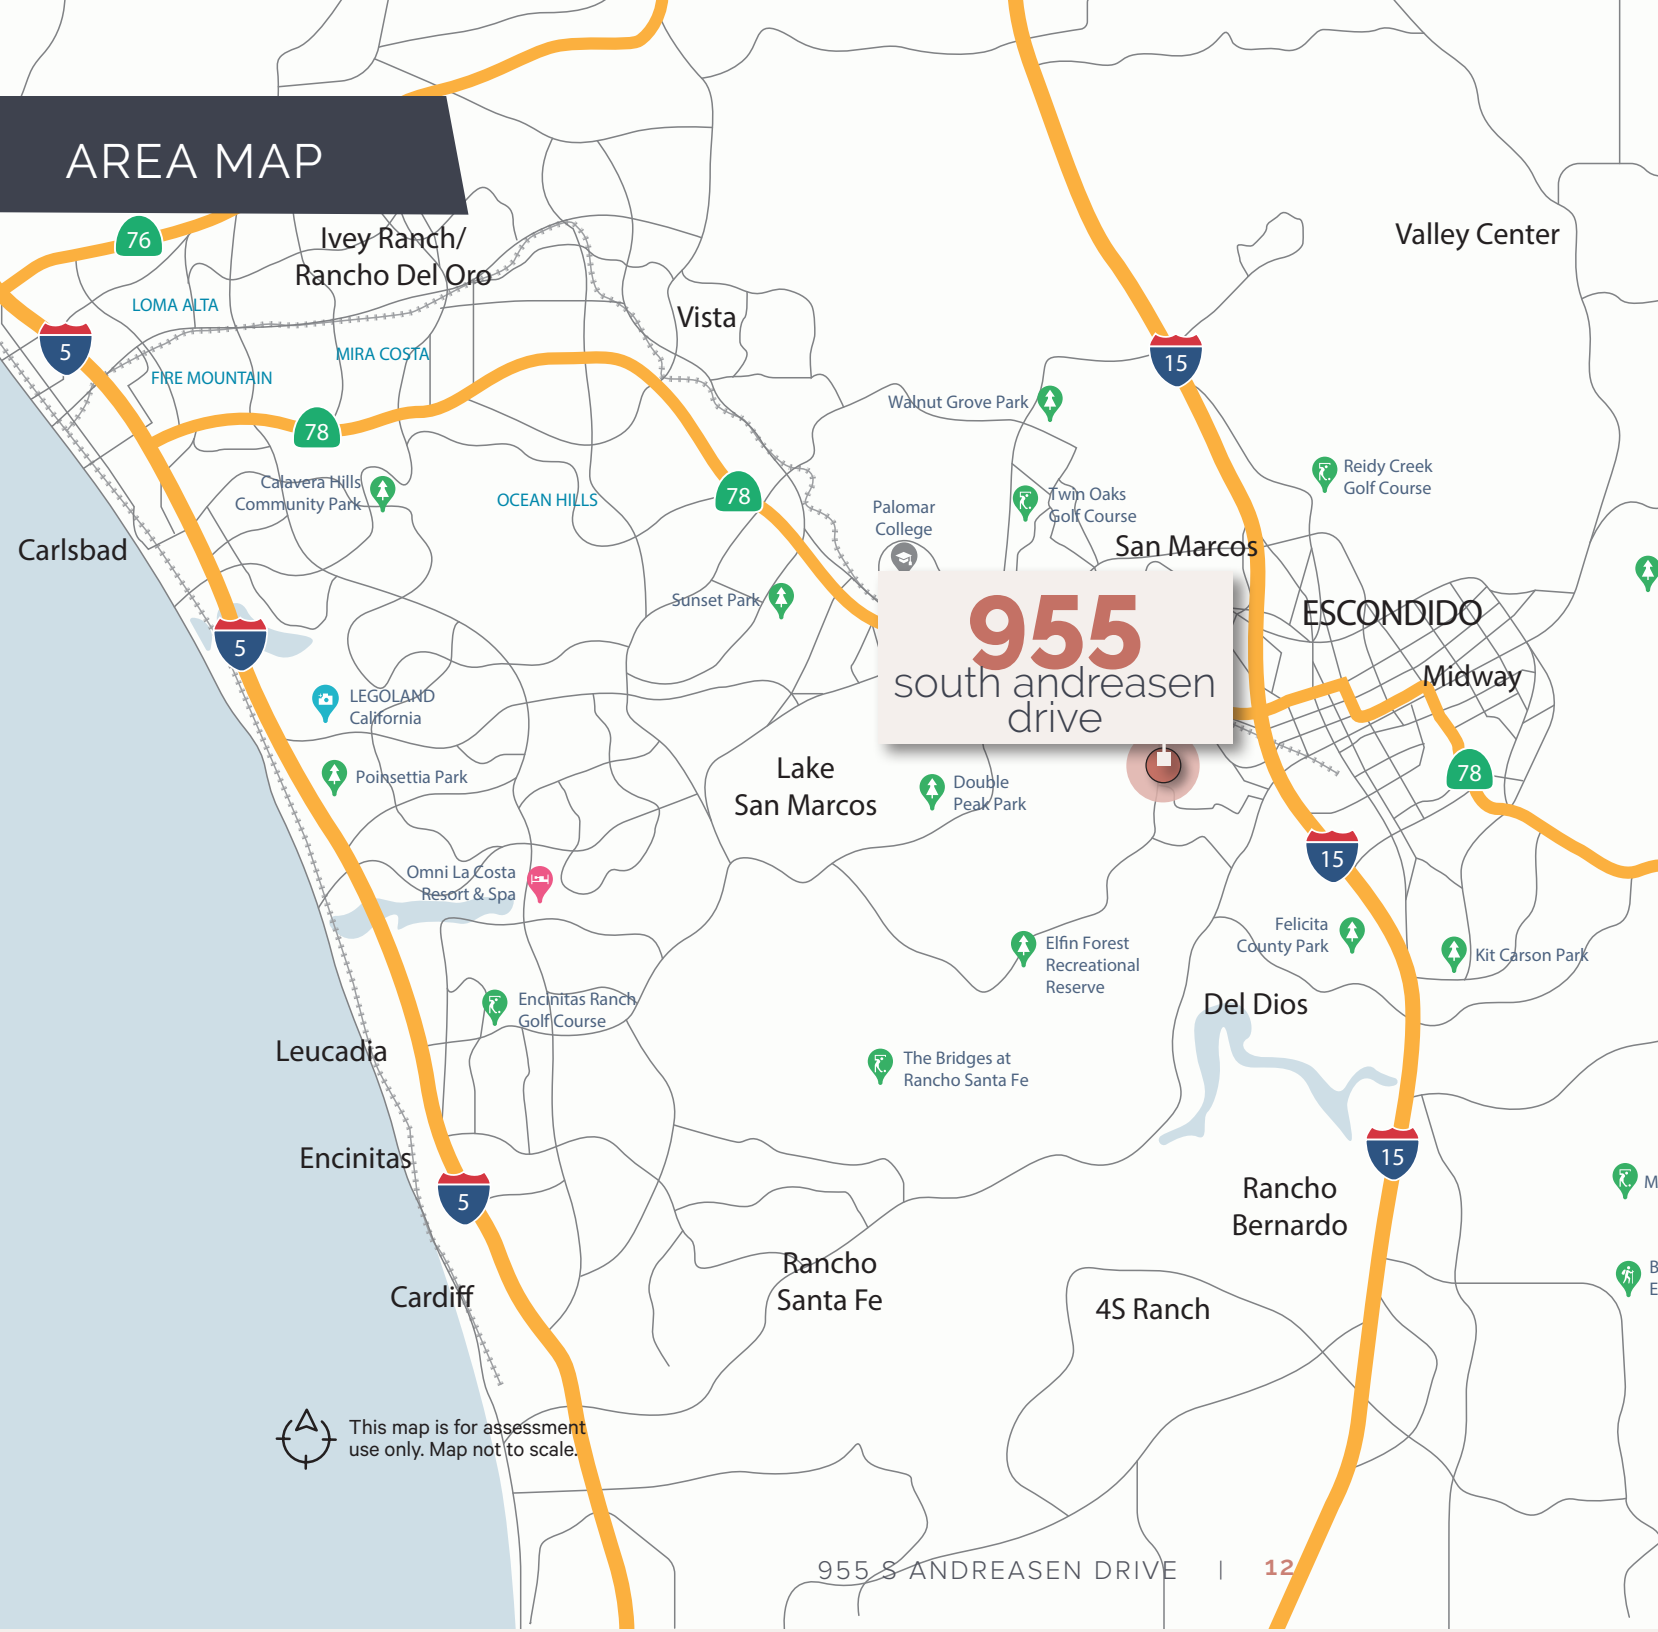 AREA MAP
76
Ivey Ranch/
Rancho Del Oro
Valley Center
LOMA ALTA
Vista
5
MIRA COSTA
15
FIRE MOUNTAIN
Walnut Grove Park
78
Reidy Creek
Golf Course
Calavera Hills
Community Park
OCEAN HILLS
78
Twin Oaks
Golf Course
Palomar
College
Carlsbad
San Marcos
Sunset Park
955
south andreasen
drive
ESCONDIDO
5
Midway
LEGOLAND
California
Poinsettia Park
Lake
San Marcos
Double
Peak Park
78
15
Omni La Costa
Resort & Spa
Felicita
County Park
Kit Carson Park
Elfin Forest
Recreational
Reserve
Encinitas Ranch
Golf Course
Del Dios
Leucadia
The Bridges at
Rancho Santa Fe
Encinitas
15
M
5
Rancho
Bernardo
Rancho
Santa Fe
B
E
Cardiff
4S Ranch
This map is for assessment
use only. Map not to scale.
955 S ANDREASEN DRIVE | 12